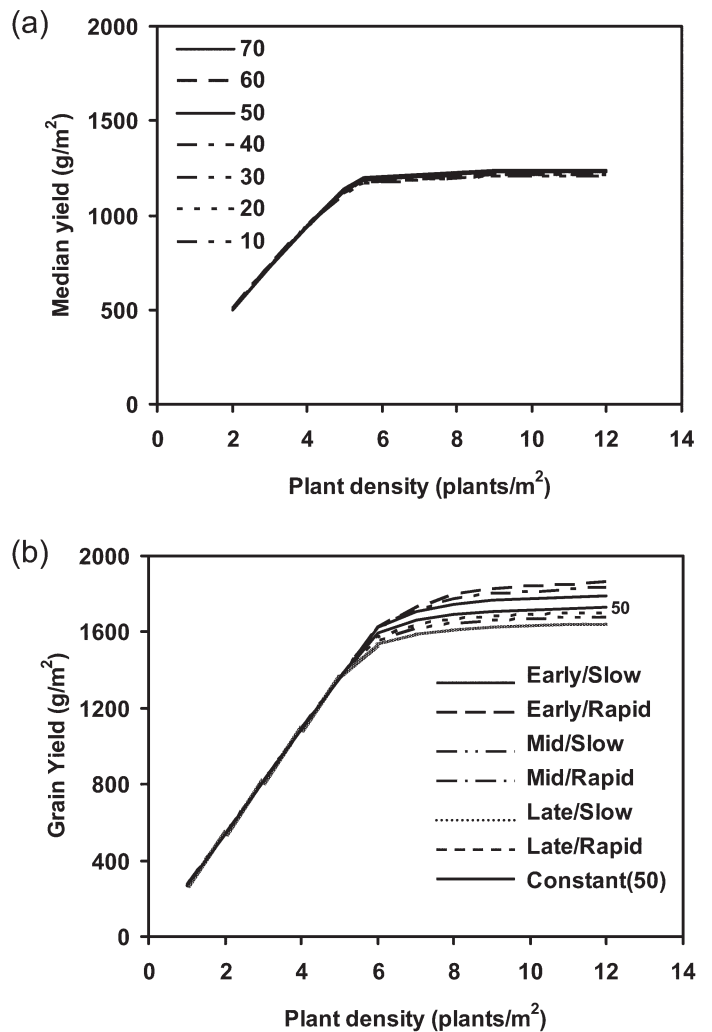 (a)
2000
1500
1000
500
0
Median yield (g/m²)
70
60
50
40
30
20
10
0 2 4 6 8 10 12 14
Plant density (plants/m²)
(b)
2000
1600
1200
800
400
0
Grain Yield (g/m²)
50
Early/Slow
Early/Rapid
Mid/Slow
Mid/Rapid
Late/Slow
Late/Rapid
Constant(50)
0 2 4 6 8 10 12 14
Plant density (plants/m²)